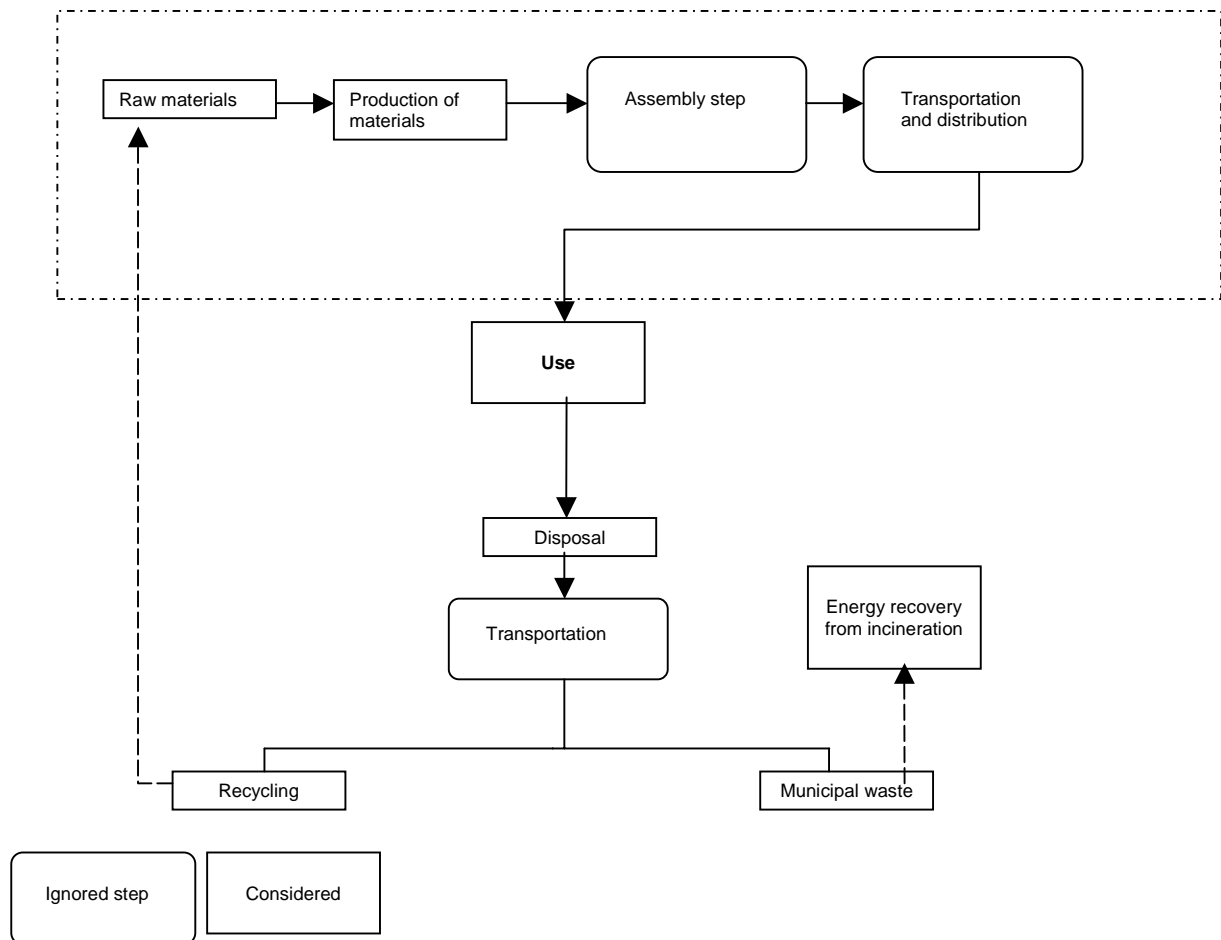 Raw materials
Production of
materials
Assembly step
Transportation
and distribution
Use
Disposal
Transportation
Energy recovery
from incineration
Recycling
Municipal waste
Ignored step
Considered